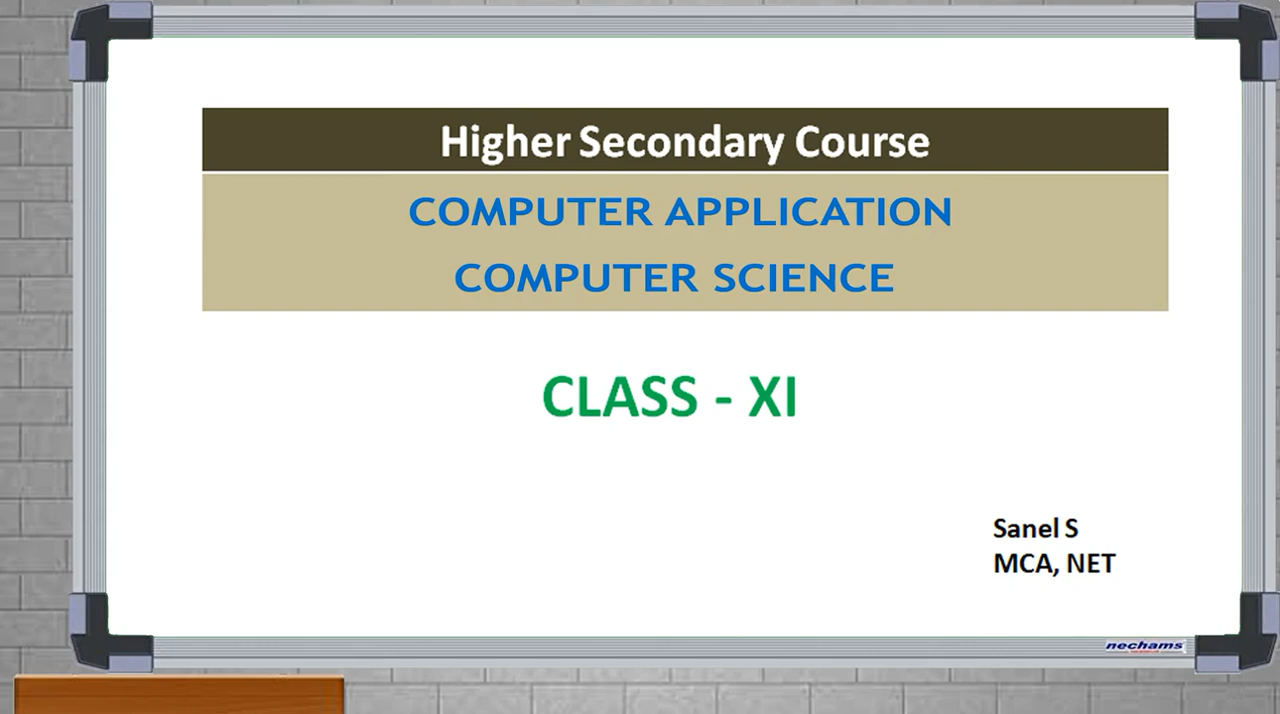 Higher Secondary Course
COMPUTER APPLICATION
COMPUTER SCIENCE
CLASS - XI
Sanel S
MCA, NET
nechams